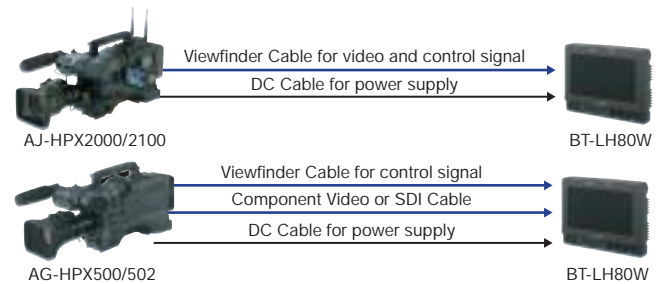 Viewfinder Cable for video and control signal
DC Cable for power supply
AJ-HPX2000/2100
BT-LH80W
Viewfinder Cable for control signal
Component Video or SDI Cable
DC Cable for power supply
AG-HPX500/502
BT-LH80W